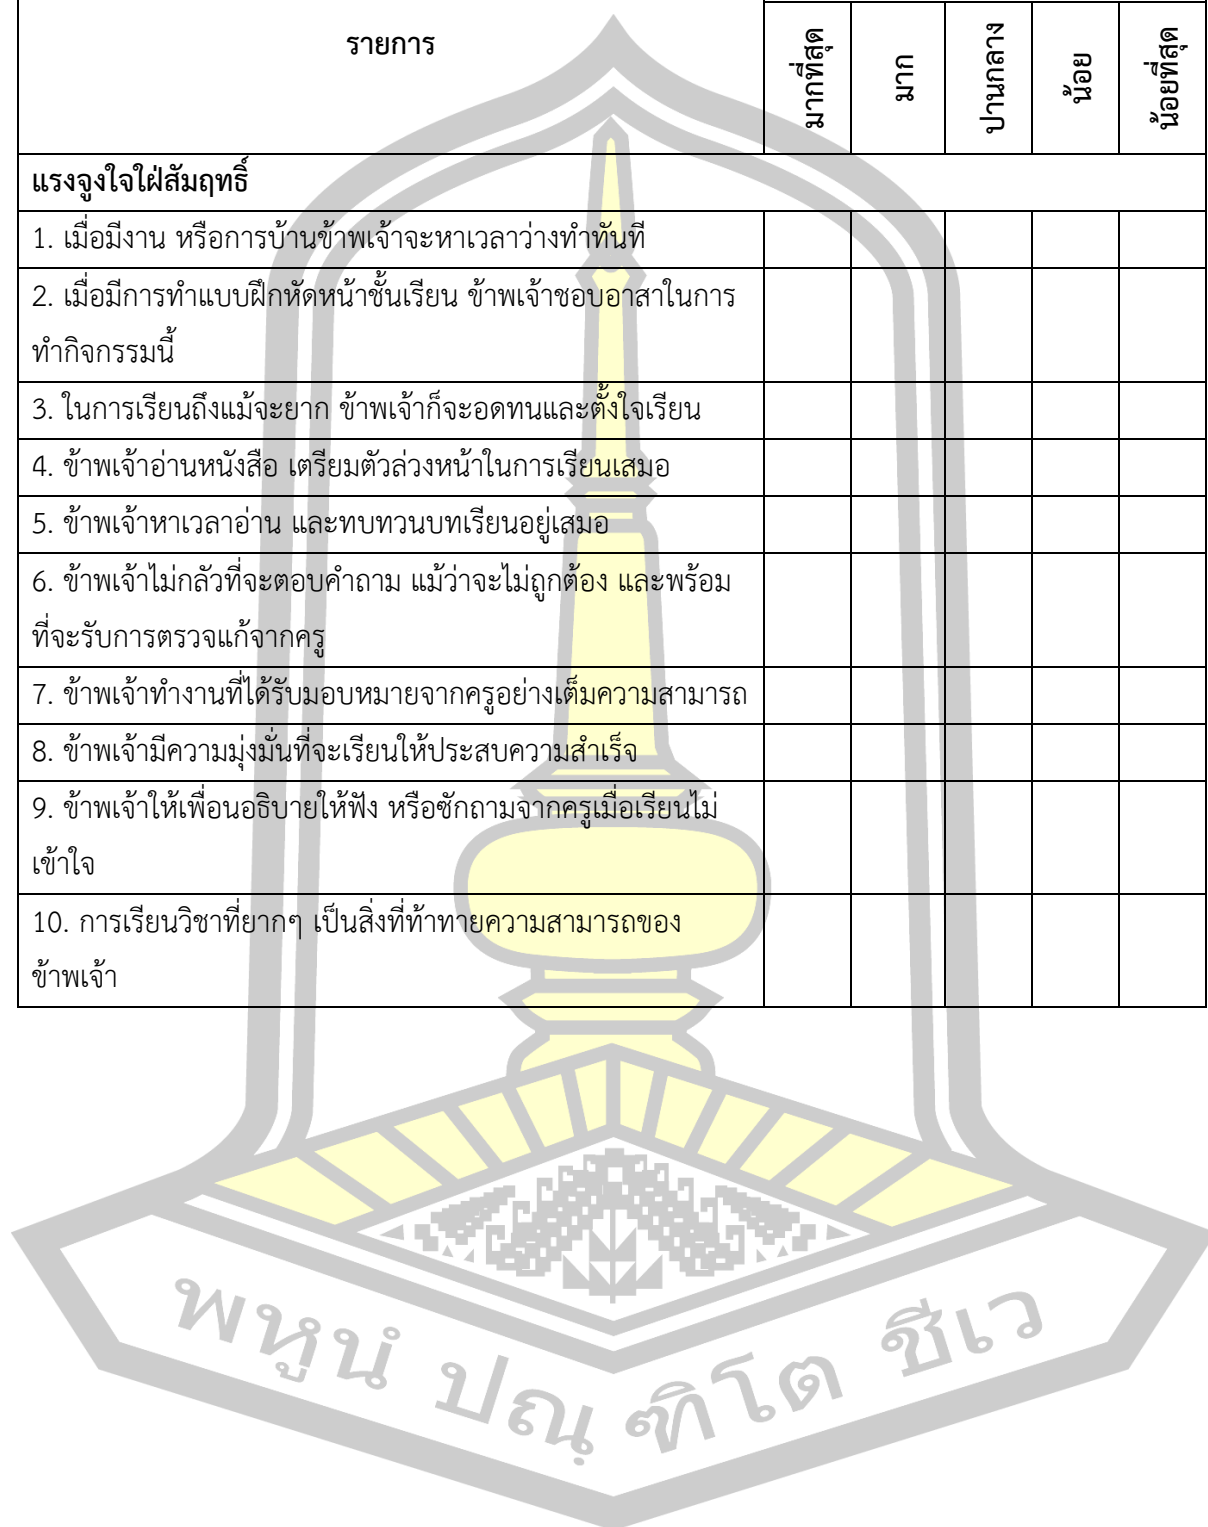 รายการ
มากที่สุด
มาก
ปานกลาง
น้อย
น้อยที่สุด
แรงจูงใจใฝ่สัมฤทธิ์
1. เมื่อมีงาน หรือการบ้านข้าพเจ้าจะหาเวลาว่างทำทันที
2. เมื่อมีการทำแบบฝึกหัดหน้าชั้นเรียน ข้าพเจ้าชอบอาสาในการ
ทำกิจกรรมนี้
3. ในการเรียนถึงแม้จะยาก ข้าพเจ้าก็จะอดทนและตั้งใจเรียน
4. ข้าพเจ้าอ่านหนังสือ เตรียมตัวล่วงหน้าในการเรียนเสมอ
5. ข้าพเจ้าหาเวลาอ่าน และทบทวนบทเรียนอยู่เสมอ
6. ข้าพเจ้าไม่กลัวที่จะตอบคำถาม แม้ว่าจะไม่ถูกต้อง และพร้อม
ที่จะรับการตรวจแก้จากครู
7. ข้าพเจ้าทำงานที่ได้รับมอบหมายจากครูอย่างเต็มความสามารถ
8. ข้าพเจ้ามีความมุ่งมั่นที่จะเรียนให้ประสบความสำเร็จ
9. ข้าพเจ้าให้เพื่อนอธิบายให้ฟัง หรือซักถามจากครูเมื่อเรียนไม่
เข้าใจ
10. การเรียนวิชาที่ยากๆ เป็นสิ่งที่ท้าทายความสามารถของ
ข้าพเจ้า
พหูนํ ปณฺ ฑิโต ชีเว